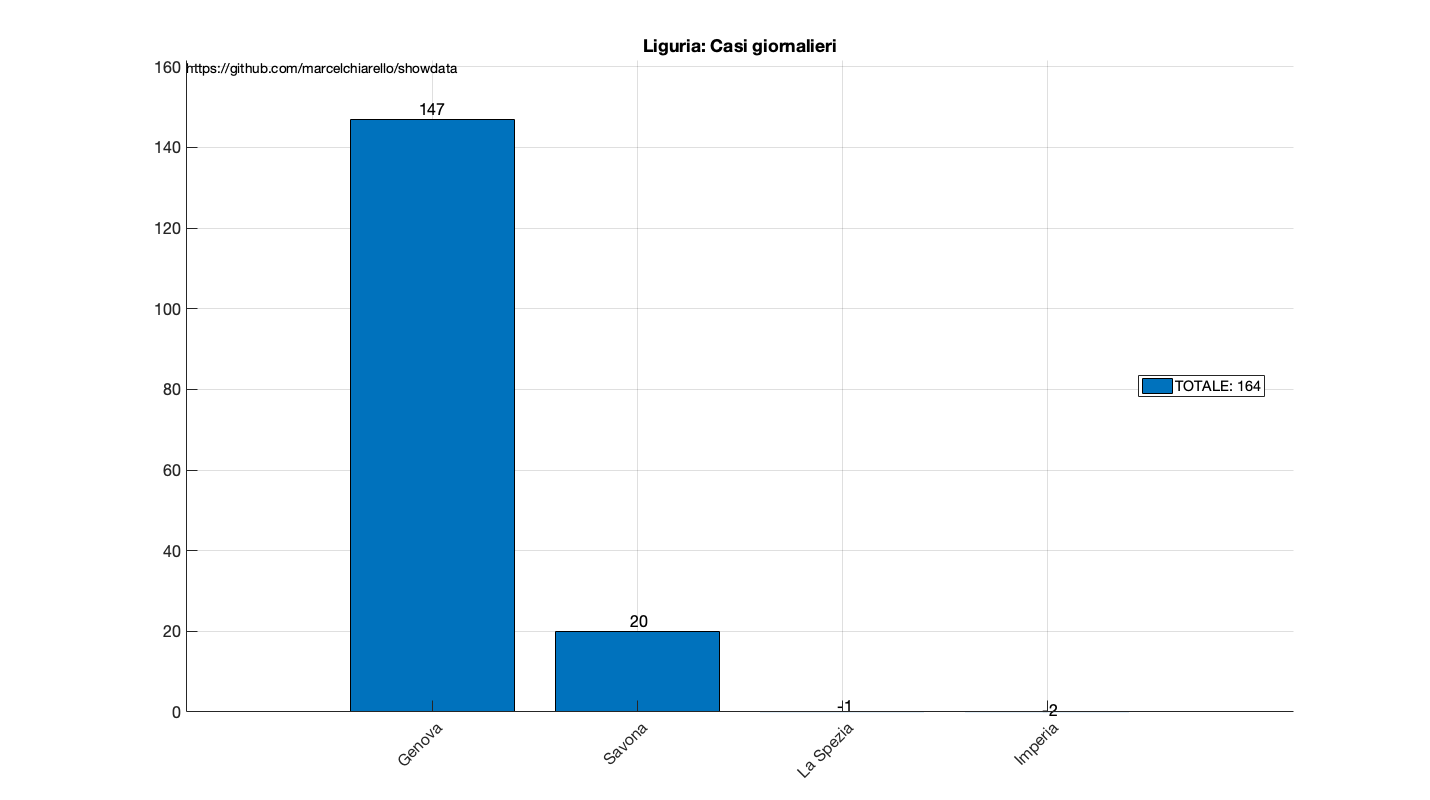 Liguria: Casi giornalieri
https://github.com/marcelchiarello/showdata
160
140
120
100
80
60
40
20
0
147
20
-1
-2
TOTALE: 164
Genova
Savona
La Spezia
Imperia